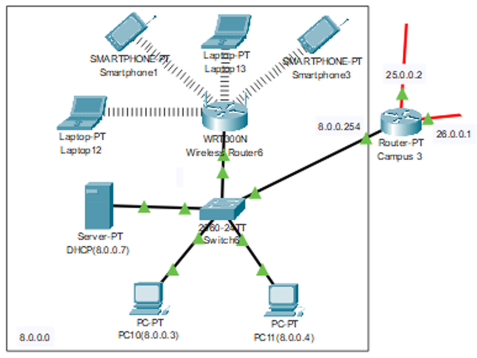 SMARTPHONE-PT
Smartphone1
Laptop-PT
Laptop13
SMARTPHONE-PT
Smartphone3
25.0.0.2
Laptop-PT
Laptop12
WRT300N
Wireless Router6
8.0.0.254
26.0.0.1
Router-PT
Campus 3
Server-PT
DHCP(8.0.0.7)
2960-24TT
Switch6
PC-PT
PC10(8.0.0.3)
PC-PT
PC11(8.0.0.4)
8.0.0.0